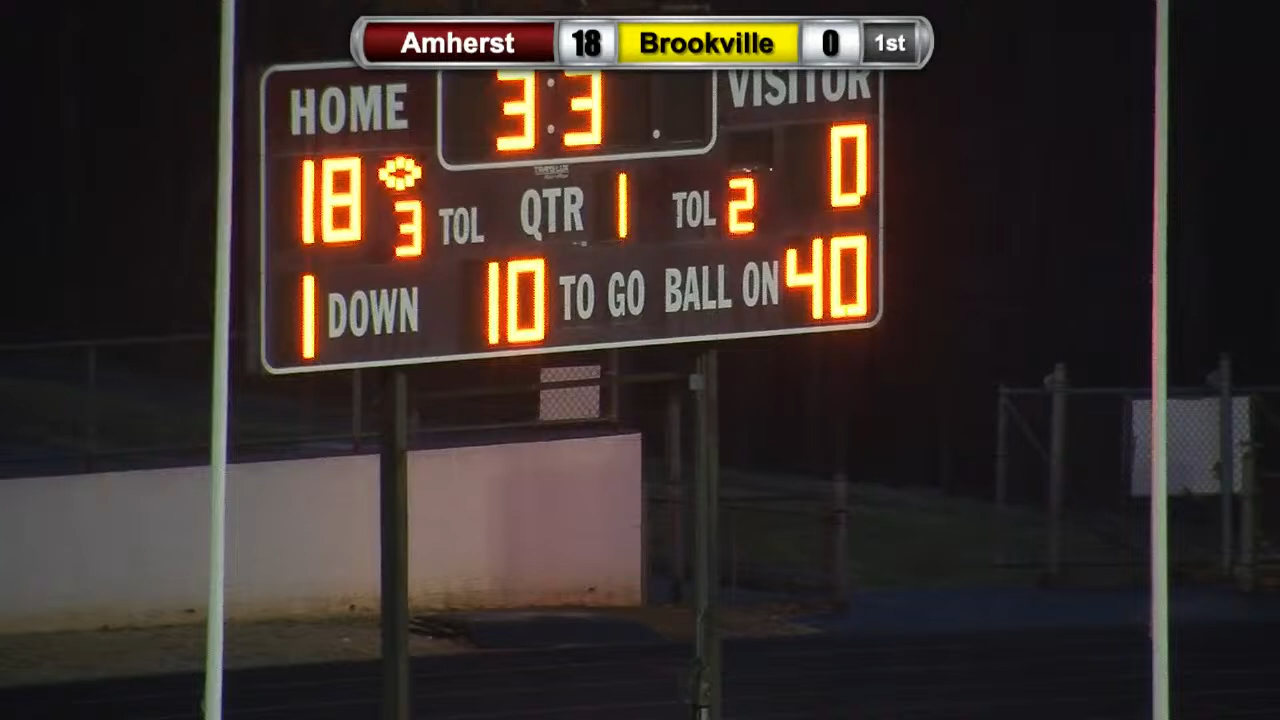 Amherst 18 Brookville 0 1st
HOME 3:3 . VISITOR
18 3 TOL QTR 1 TOL 2 0
1 DOWN 10 TO GO BALL ON 40